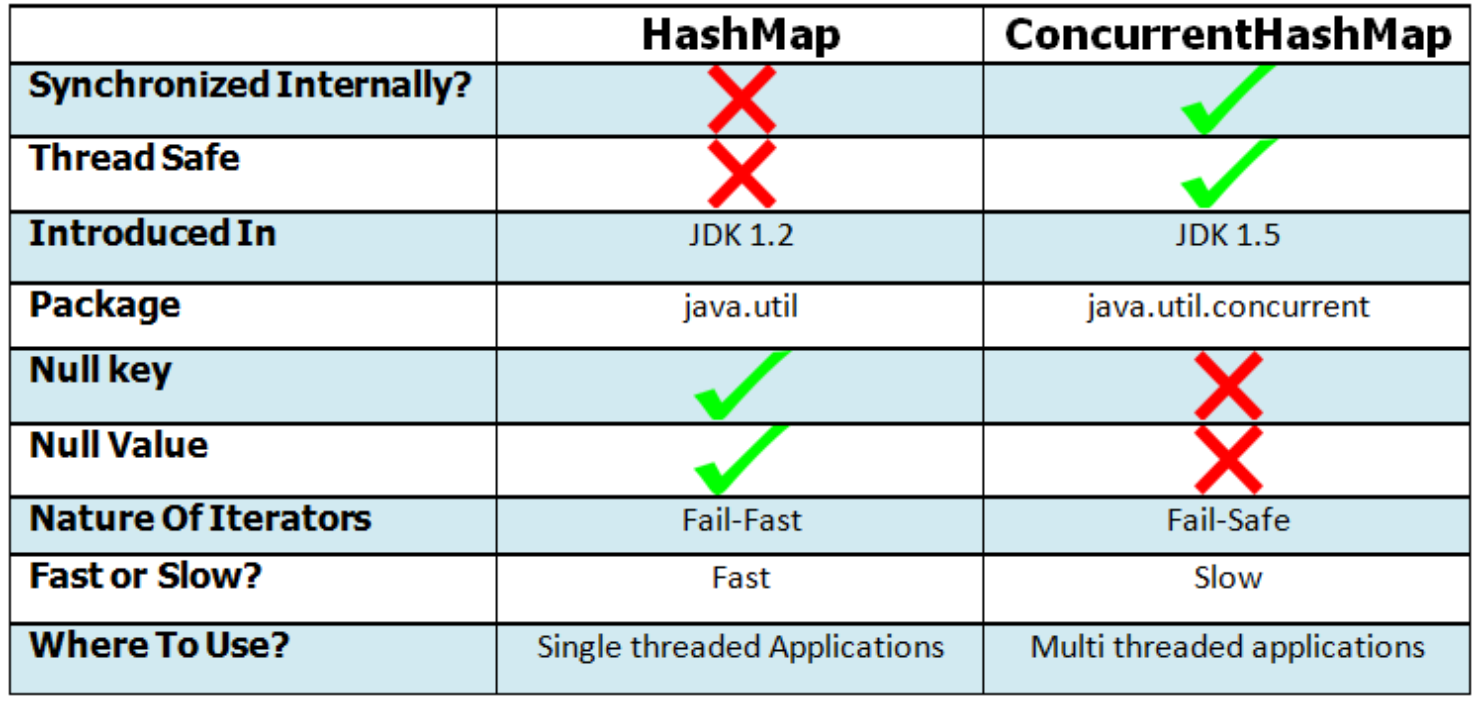 HashMap ConcurrentHashMap
Synchronized Internally?
Thread Safe
Introduced In JDK 1.2 JDK 1.5
Package java.util java.util.concurrent
Null key
Null Value
Nature Of Iterators Fail-Fast Fail-Safe
Fast or Slow? Fast Slow
Where To Use? Single threaded Applications Multi threaded applications